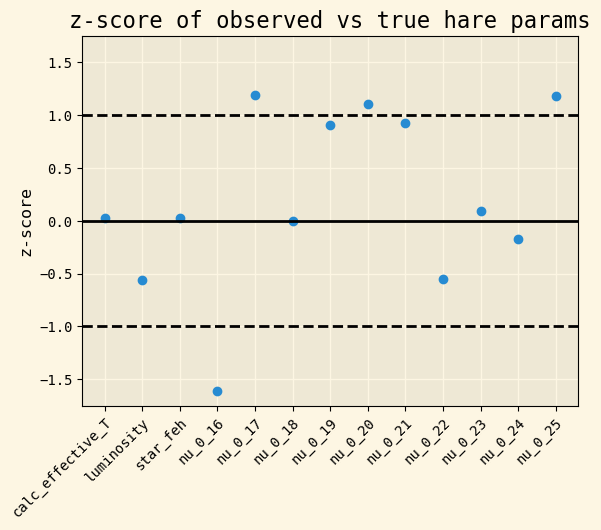 z-score of observed vs true hare params
z-score
1.5
1.0
0.5
0.0
−0.5
−1.0
−1.5
calc_effective_T
luminosity
star_feh
nu_0_16
nu_0_17
nu_0_18
nu_0_19
nu_0_20
nu_0_21
nu_0_22
nu_0_23
nu_0_24
nu_0_25